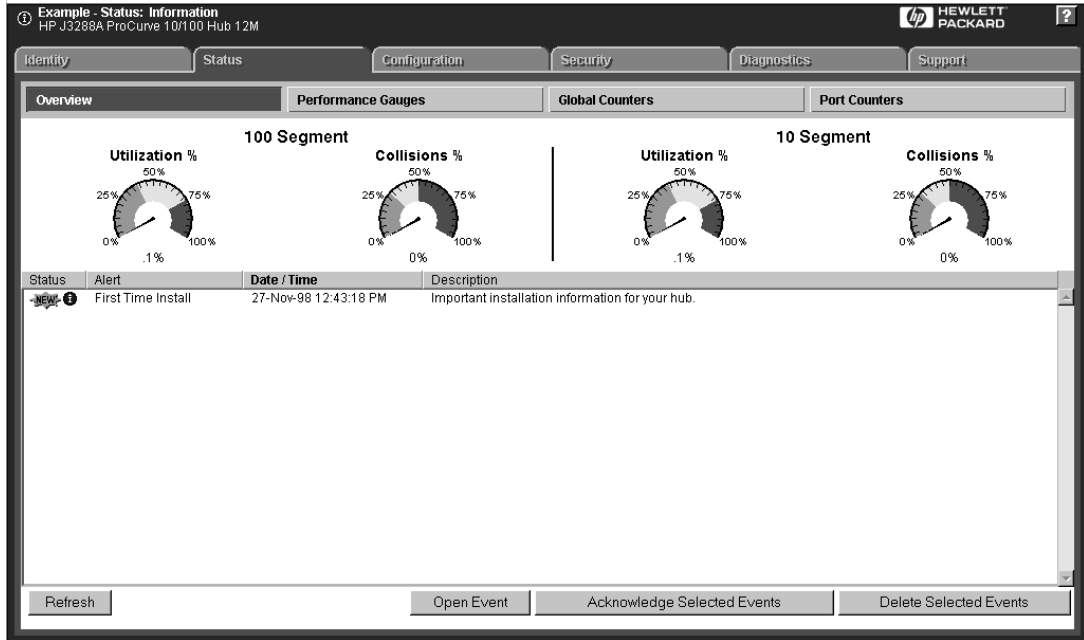 Example - Status: Information
HP J3288A ProCurve 10/100 Hub 12M
hp HEWLETT PACKARD
?
Identity Status Configuration Security Diagnostics Support
Overview Performance Gauges Global Counters Port Counters
100 Segment 10 Segment
Utilization % Collisions % Utilization % Collisions %
50% 50% 50% 50%
25% 75% 25% 75% 25% 75% 25% 75%
0% 100% 0% 100% 0% 100% 0% 100%
.1% 0% .1% 0%
Status Alert Date / Time Description
NEW! First Time Install 27-Nov-98 12:43:18 PM Important installation information for your hub.
Refresh Open Event Acknowledge Selected Events Delete Selected Events